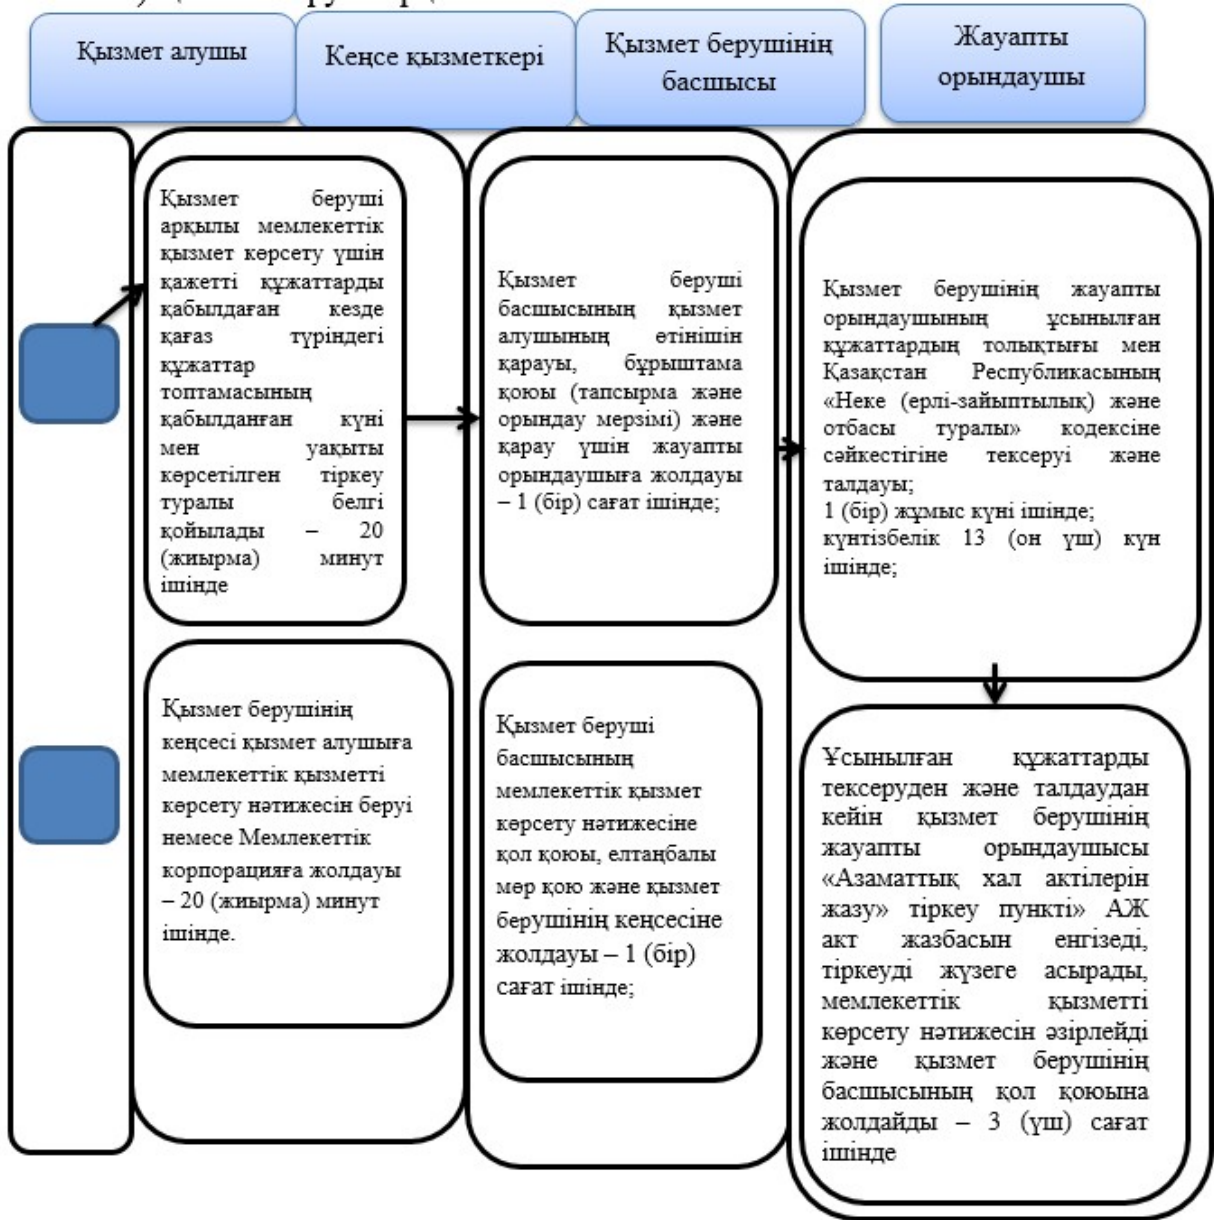 Қызмет алушы
Кеңсе қызметкері
Қызмет берушінің
басшысы
Жауапты
орындаушы
Қызмет беруші
арқылы мемлекеттік
қызмет көрсету үшін
қажетті құжаттарды
қабылдаған кезде
қағаз түріндегі
құжаттар
топтамасының
қабылданған күні
мен уақыты
көрсетілген тіркеу
туралы белгі
қойылады – 20
(жиырма) минут
ішінде
Қызмет беруші
басшысының қызмет
алушының өтінішін
қарауы, бұрыштама
қоюы (тапсырма және
орындау мерзімі) және
қарау үшін жауапты
орындаушыға жолдауы
– 1 (бір) сағат ішінде;
Қызмет берушінің жауапты
орындаушының ұсынылған
құжаттардың толықтығы мен
Қазақстан Республикасының
«Неке (ерлі-зайыптылық) және
отбасы туралы» кодексіне
сәйкестігіне тексеруі және
талдауы;
1 (бір) жұмыс күні ішінде;
күнтізбелік 13 (он үш) күн
ішінде;
Қызмет берушінің
кеңсесі қызмет алушыға
мемлекеттік қызметті
көрсету нәтижесін беруі
немесе Мемлекеттік
корпорацияға жолдауы
– 20 (жиырма) минут
ішінде.
Қызмет беруші
басшысының
мемлекеттік қызмет
көрсету нәтижесіне
қол қоюы, елтаңбалы
мөр қою және қызмет
берушінің кеңсесіне
жолдауы – 1 (бір)
сағат ішінде;
Ұсынылған құжаттарды
тексеруден және талдаудан
кейін қызмет берушінің
жауапты орындаушысы
«Азаматтық хал актілерін
жазу» тіркеу пункті» АЖ
акт жазбасын енгізеді,
тіркеуді жүзеге асырады,
мемлекеттік қызметті
көрсету нәтижесін әзірлейді
және қызмет берушінің
басшысының қол қоюына
жолдайды – 3 (үш) сағат
ішінде